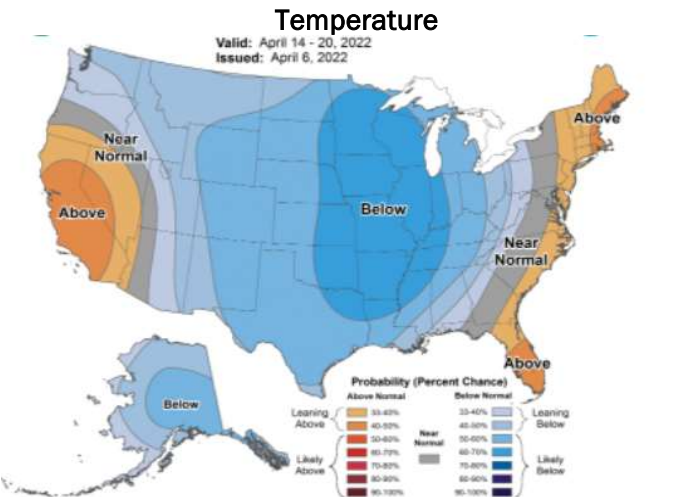 Temperature
Valid: April 14 - 20, 2022
Issued: April 6, 2022
Near
Normal
Above
Below
Above
Near
Normal
Above
Below
Probability (Percent Chance)
Above Normal
Below Normal
Leaning
Above
33-40%
40-50%
50-60%
60-70%
70-80%
80-90%
90-100%
Likely
Above
Near
Normal
33-40%
40-50%
50-60%
60-70%
70-80%
80-90%
90-100%
Leaning
Below
Likely
Below